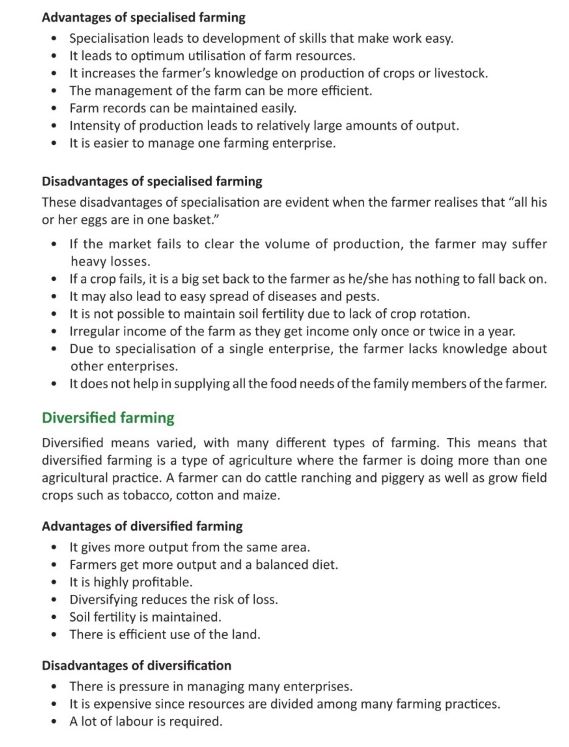 Advantages of specialised farming
• Specialisation leads to development of skills that make work easy.
• It leads to optimum utilisation of farm resources.
• It increases the farmer’s knowledge on production of crops or livestock.
• The management of the farm can be more efficient.
• Farm records can be maintained easily.
• Intensity of production leads to relatively large amounts of output.
• It is easier to manage one farming enterprise.
Disadvantages of specialised farming
These disadvantages of specialisation are evident when the farmer realises that “all his
or her eggs are in one basket.”
• If the market fails to clear the volume of production, the farmer may suffer
heavy losses.
• If a crop fails, it is a big set back to the farmer as he/she has nothing to fall back on.
• It may also lead to easy spread of diseases and pests.
• It is not possible to maintain soil fertility due to lack of crop rotation.
• Irregular income of the farm as they get income only once or twice in a year.
• Due to specialisation of a single enterprise, the farmer lacks knowledge about
other enterprises.
• It does not help in supplying all the food needs of the family members of the farmer.
Diversified farming
Diversified means varied, with many different types of farming. This means that
diversified farming is a type of agriculture where the farmer is doing more than one
agricultural practice. A farmer can do cattle ranching and piggery as well as grow field
crops such as tobacco, cotton and maize.
Advantages of diversified farming
• It gives more output from the same area.
• Farmers get more output and a balanced diet.
• It is highly profitable.
• Diversifying reduces the risk of loss.
• Soil fertility is maintained.
• There is efficient use of the land.
Disadvantages of diversification
• There is pressure in managing many enterprises.
• It is expensive since resources are divided among many farming practices.
• A lot of labour is required.